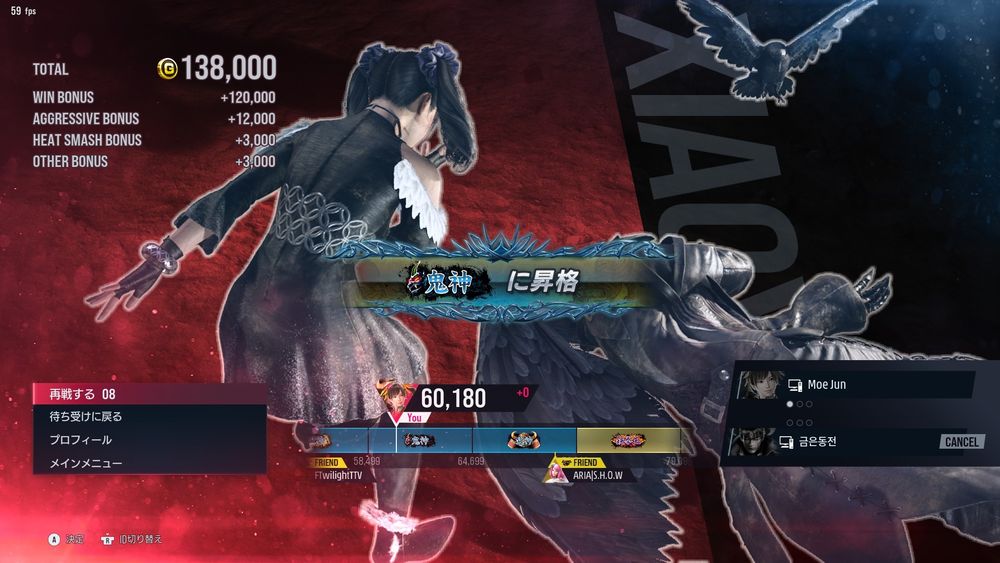 59 fps
TOTAL
G 138,000
WIN BONUS +120,000
AGGRESSIVE BONUS +12,000
HEAT SMASH BONUS +3,000
OTHER BONUS +3,000
XIAOY
鬼神 に昇格
再戦する 08
待ち受けに戻る
プロフィール
メインメニュー
60,180 +0
You
鬼神
FRIEND 58,499 64,699 FRIEND
FTwilightTTV ARIA|S.H.O.W
Moe Jun
금은동전
CANCEL
A 決定 R ID切り替え